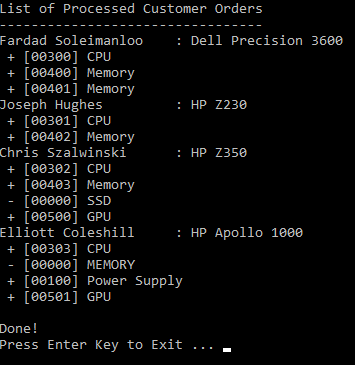 List of Processed Customer Orders
---------------------------------
Fardad Soleimanloo    : Dell Precision 3600
 + [00300] CPU
 + [00400] Memory
 + [00401] Memory
Joseph Hughes         : HP Z230
 + [00301] CPU
 + [00402] Memory
Chris Szalwinski      : HP Z350
 + [00302] CPU
 + [00403] Memory
 - [00000] SSD
 + [00500] GPU
Elliott Coleshill     : HP Apollo 1000
 + [00303] CPU
 - [00000] MEMORY
 + [00100] Power Supply
 + [00501] GPU

Done!
Press Enter Key to Exit ...